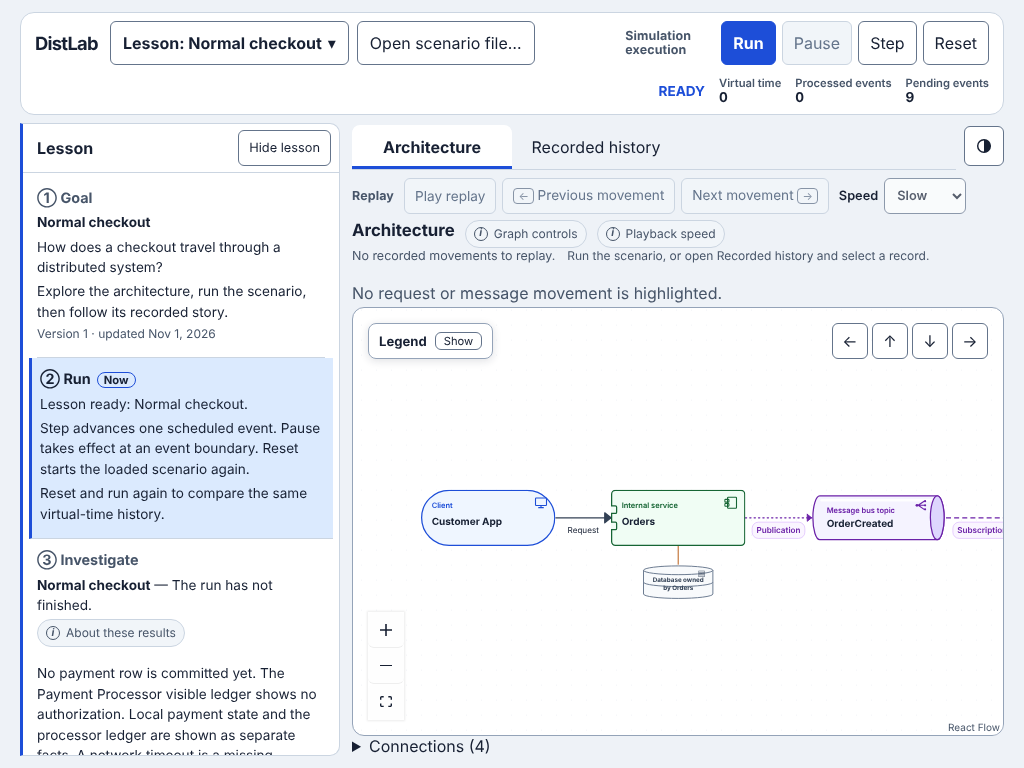 DistLab
Lesson: Normal checkout ▾
Open scenario file...
Simulation execution
Run
Pause
Step
Reset
READY
Virtual time
0
Processed events
0
Pending events
9
Lesson
Hide lesson
1 Goal
Normal checkout
How does a checkout travel through a
distributed system?
Explore the architecture, run the scenario,
then follow its recorded story.
Version 1 · updated Nov 1, 2026
2 Run Now
Lesson ready: Normal checkout.
Step advances one scheduled event. Pause
takes effect at an event boundary. Reset
starts the loaded scenario again.
Reset and run again to compare the same
virtual-time history.
3 Investigate
Normal checkout — The run has not
finished.
i About these results
No payment row is committed yet. The
Payment Processor visible ledger shows no
authorization. Local payment state and the
processor ledger are shown as separate
facts. A network timeout is a missing
Architecture
Recorded history
Replay
Play replay
← Previous movement
Next movement →
Speed
Slow
Architecture
i Graph controls
i Playback speed
No recorded movements to replay. Run the scenario, or open Recorded history and select a record.
No request or message movement is highlighted.
Legend
Show
← ↑ ↓ →
Client
Customer App
Request
Internal service
Orders
Publication
Message bus topic
OrderCreated
Subscription
Database owned
by Orders
+
−
React Flow
▶ Connections (4)